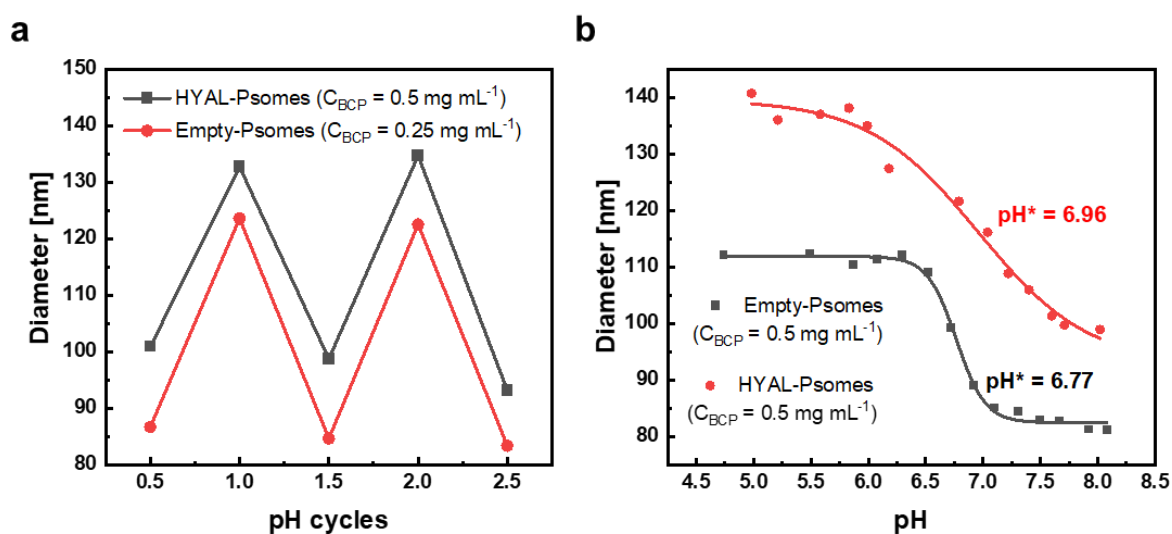 a
150
140
130
120
110
100
90
80
Diameter [nm]
HYAL-Psomes (C_BCP = 0.5 mg mL⁻¹)
Empty-Psomes (C_BCP = 0.25 mg mL⁻¹)
0.5
1.0
1.5
2.0
2.5
pH cycles
b
140
130
120
110
100
90
80
Diameter [nm]
pH* = 6.96
Empty-Psomes
(C_BCP = 0.5 mg mL⁻¹)
pH* = 6.77
HYAL-Psomes
(C_BCP = 0.5 mg mL⁻¹)
4.5
5.0
5.5
6.0
6.5
7.0
7.5
8.0
8.5
pH